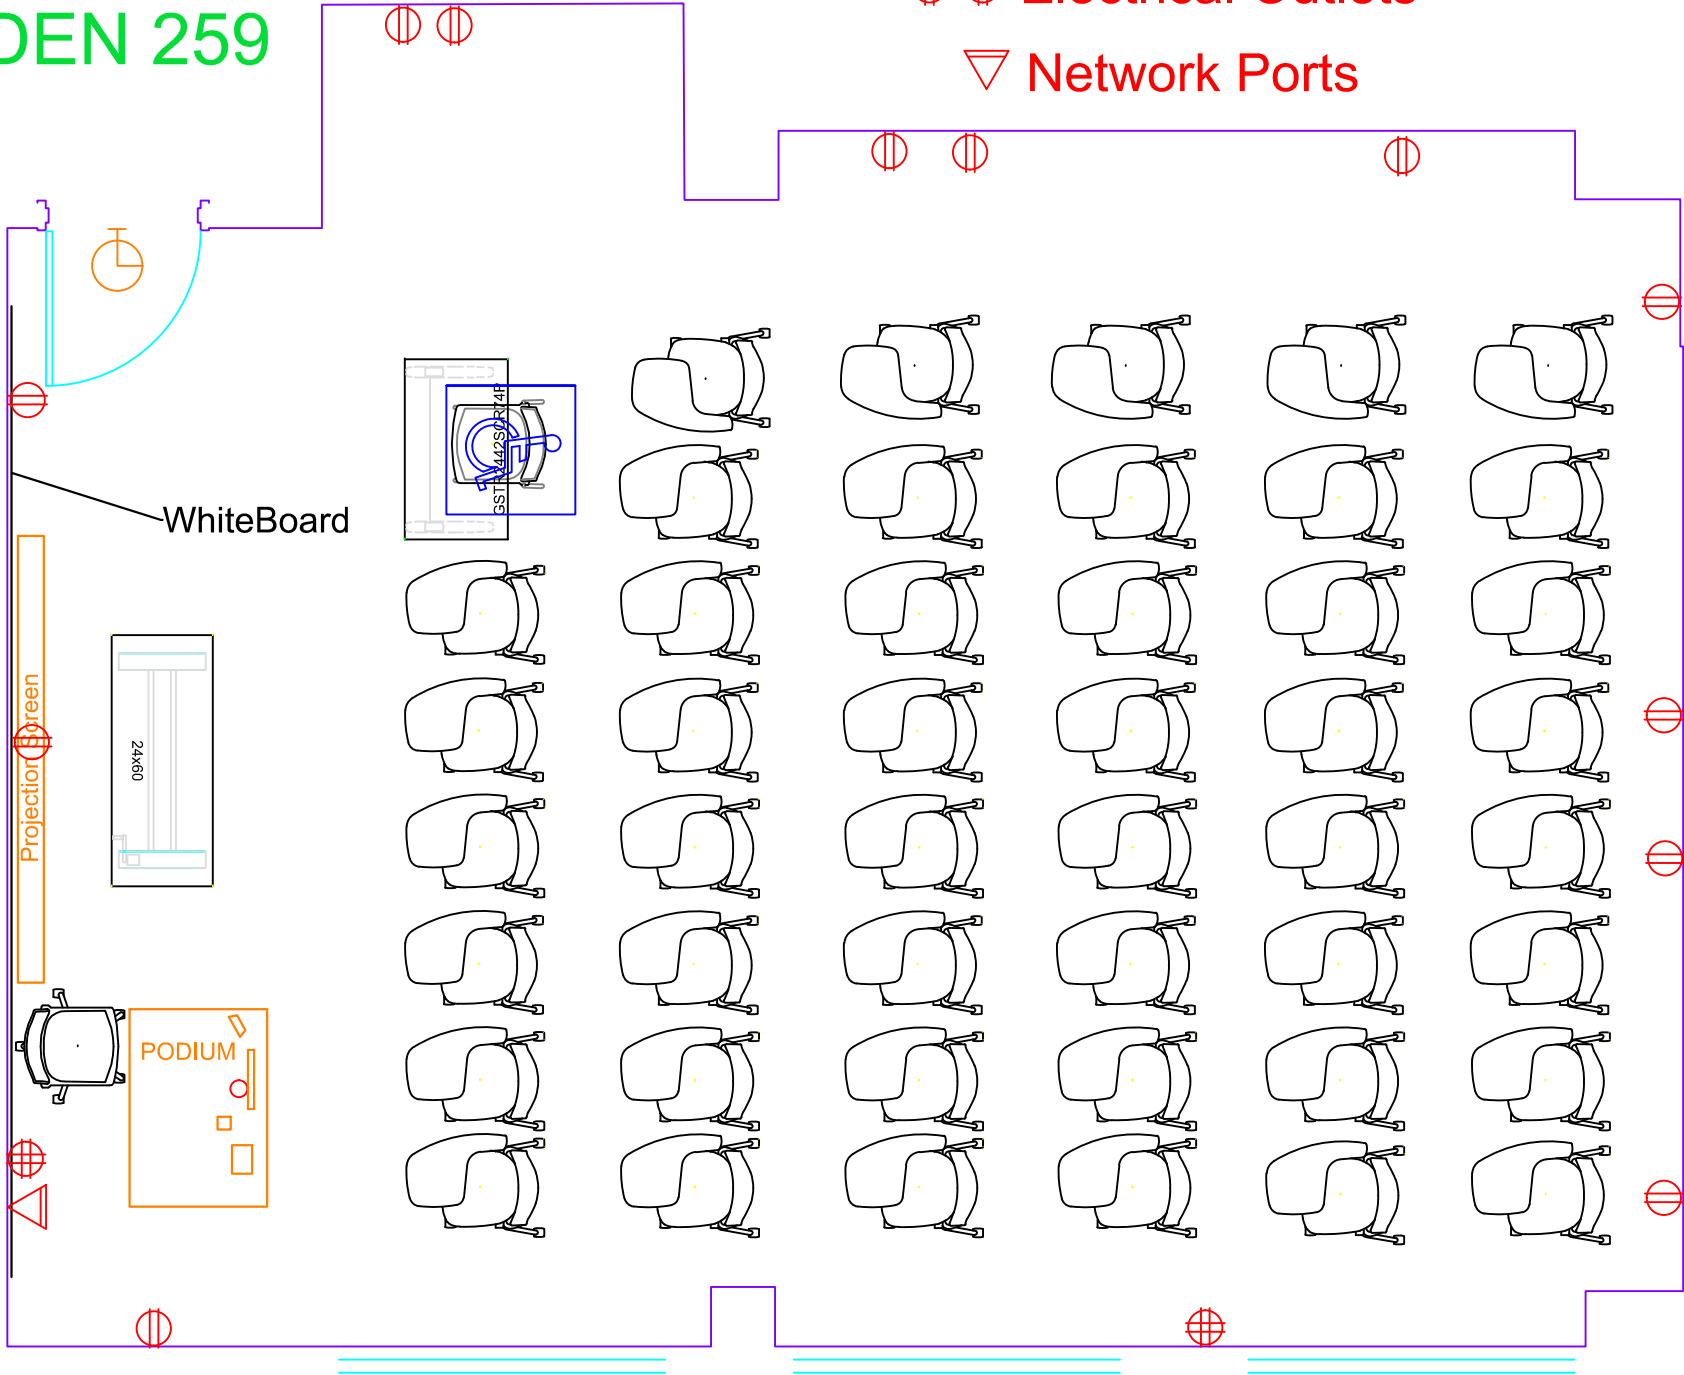 DEN 259
Electrical Outlets
Network Ports
WhiteBoard
Projection Screen
24x60
PODIUM